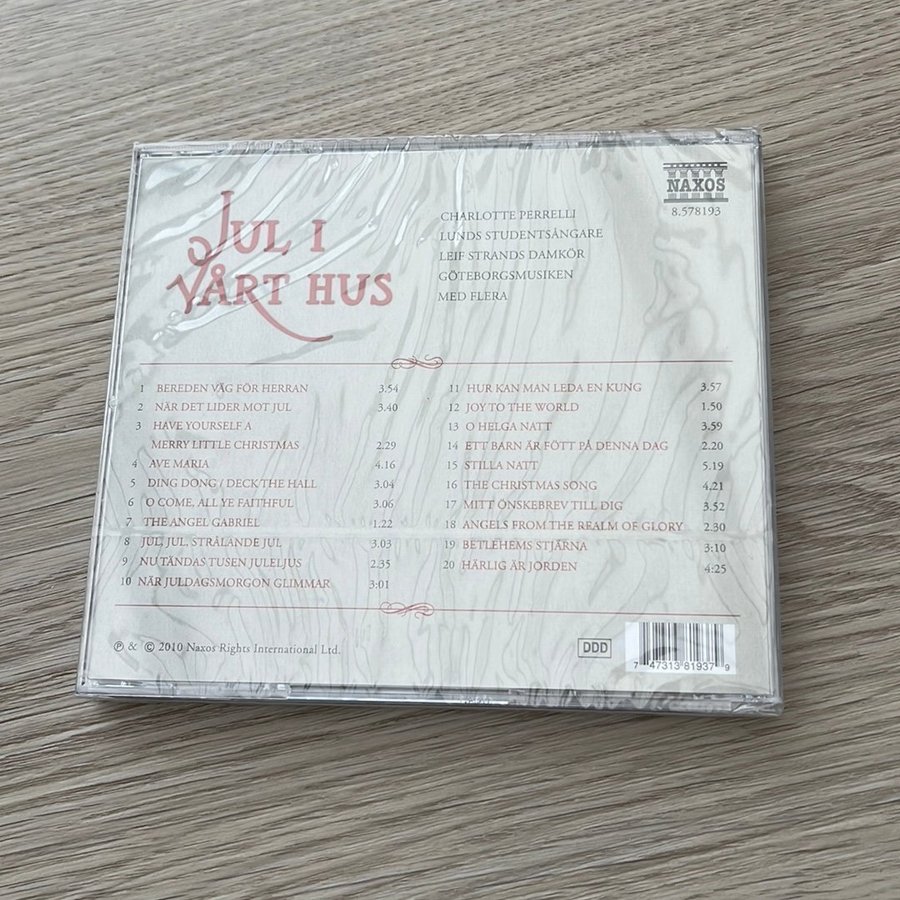 JUL I
VÅRT HUS
CHARLOTTE PERRELLI
LUNDS STUDENTSÅNGARE
LEIF STRANDS DAMKÖR
GÖTEBORGSMUSIKEN
MED FLERA
NAXOS
8.578193
1 BEREDEN VÄG FÖR HERRAN 3.54
2 NÄR DET LIDER MOT JUL 3.40
3 HAVE YOURSELF A
MERRY LITTLE CHRISTMAS 2.29
4 AVE MARIA 4.16
5 DING DONG / DECK THE HALL 3.04
6 O COME, ALL YE FAITHFUL 3.06
7 THE ANGEL GABRIEL 1:22
8 JUL, JUL, STRÅLANDE JUL 3.03
9 NU TÄNDAS TUSEN JULELJUS 2.35
10 NÄR JULDAGSMORGON GLIMMAR 3:01
11 HUR KAN MAN LEDA EN KUNG 3.57
12 JOY TO THE WORLD 1.50
13 O HELGA NATT 3.59
14 ETT BARN ÄR FÖTT PÅ DENNA DAG 2.20
15 STILLA NATT 5.19
16 THE CHRISTMAS SONG 4.21
17 MITT ÖNSKEBREV TILL DIG 3.52
18 ANGELS FROM THE REALM OF GLORY 2.30
19 BETLEHEMS STJÄRNA 3:10
20 HÄRLIG ÄR JORDEN 4:25
℗ & © 2010 Naxos Rights International Ltd.
DDD
7 47313 81937 9